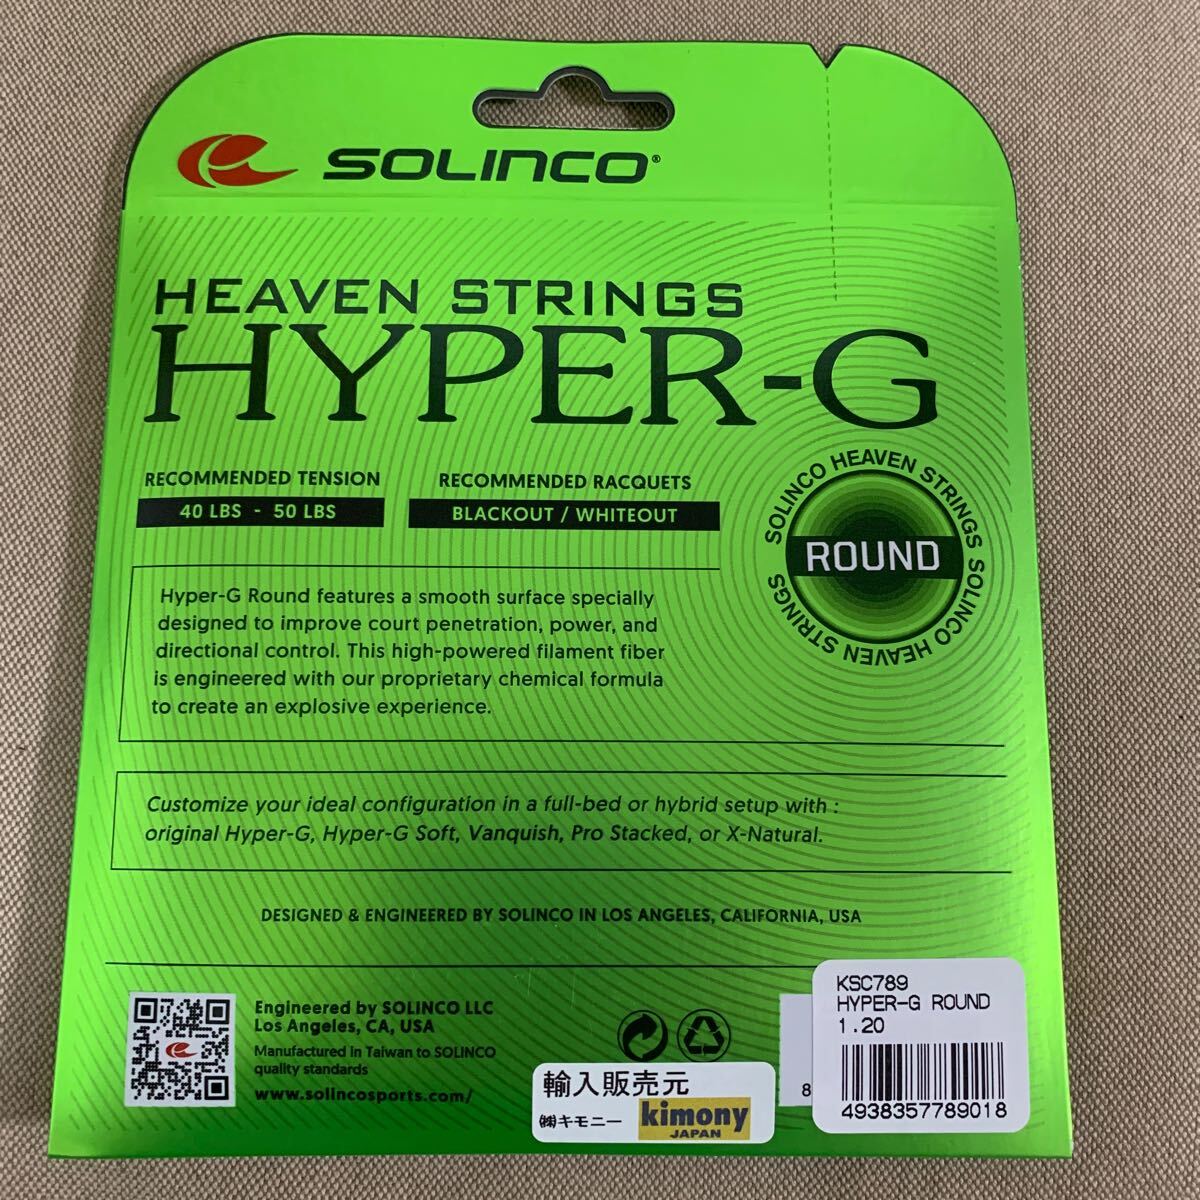 SOLINCO®
HEAVEN STRINGS
HYPER-G
RECOMMENDED TENSION
40 LBS - 50 LBS
RECOMMENDED RACQUETS
BLACKOUT / WHITEOUT
SOLINCO HEAVEN STRINGS SOLINCO HEAVEN STRINGS
ROUND
Hyper-G Round features a smooth surface specially
designed to improve court penetration, power, and
directional control. This high-powered filament fiber
is engineered with our proprietary chemical formula
to create an explosive experience.
Customize your ideal configuration in a full-bed or hybrid setup with :
original Hyper-G, Hyper-G Soft, Vanquish, Pro Stacked, or X-Natural.
DESIGNED & ENGINEERED BY SOLINCO IN LOS ANGELES, CALIFORNIA, USA
Engineered by SOLINCO LLC
Los Angeles, CA, USA
Manufactured in Taiwan to SOLINCO
quality standards
www.solincosports.com/
輸入販売元
㈱キモニー
kimony
JAPAN
8
KSC789
HYPER-G ROUND
1.20
4938357789018